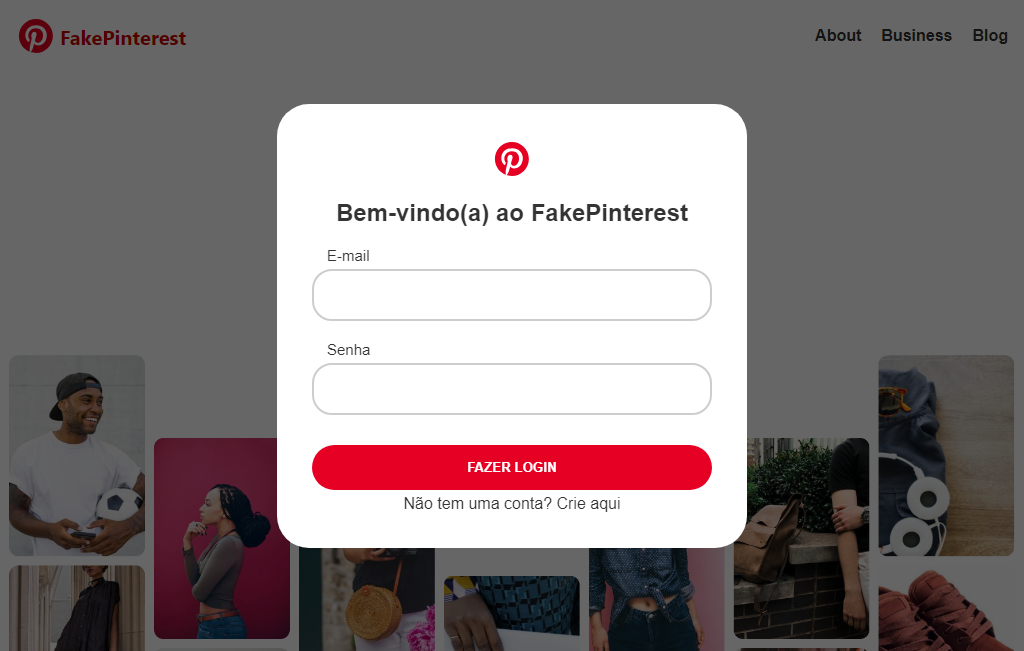 FakePinterest
About Business Blog
Bem-vindo(a) ao FakePinterest
E-mail
Senha
FAZER LOGIN
Não tem uma conta? Crie aqui